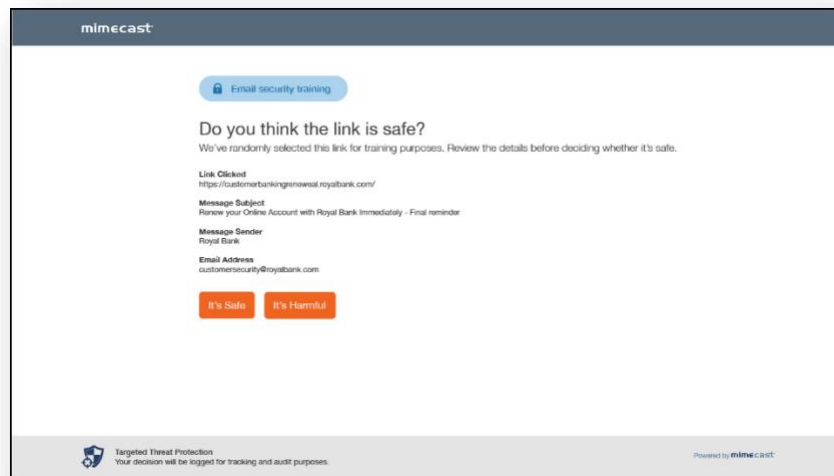 mimecast
Email security training
Do you think the link is safe?
We've randomly selected this link for training purposes. Review the details before deciding whether it's safe.
Link Clicked
https://customerbankingrenewal.royalbank.com/
Message Subject
Renew your Online Account with Royal Bank Immediately - Final reminder
Message Sender
Royal Bank
Email Address
customersecurity@royalbank.com
It's Safe
It's Harmful
Targeted Threat Protection
Your decision will be logged for tracking and audit purposes.
Powered by mimecast